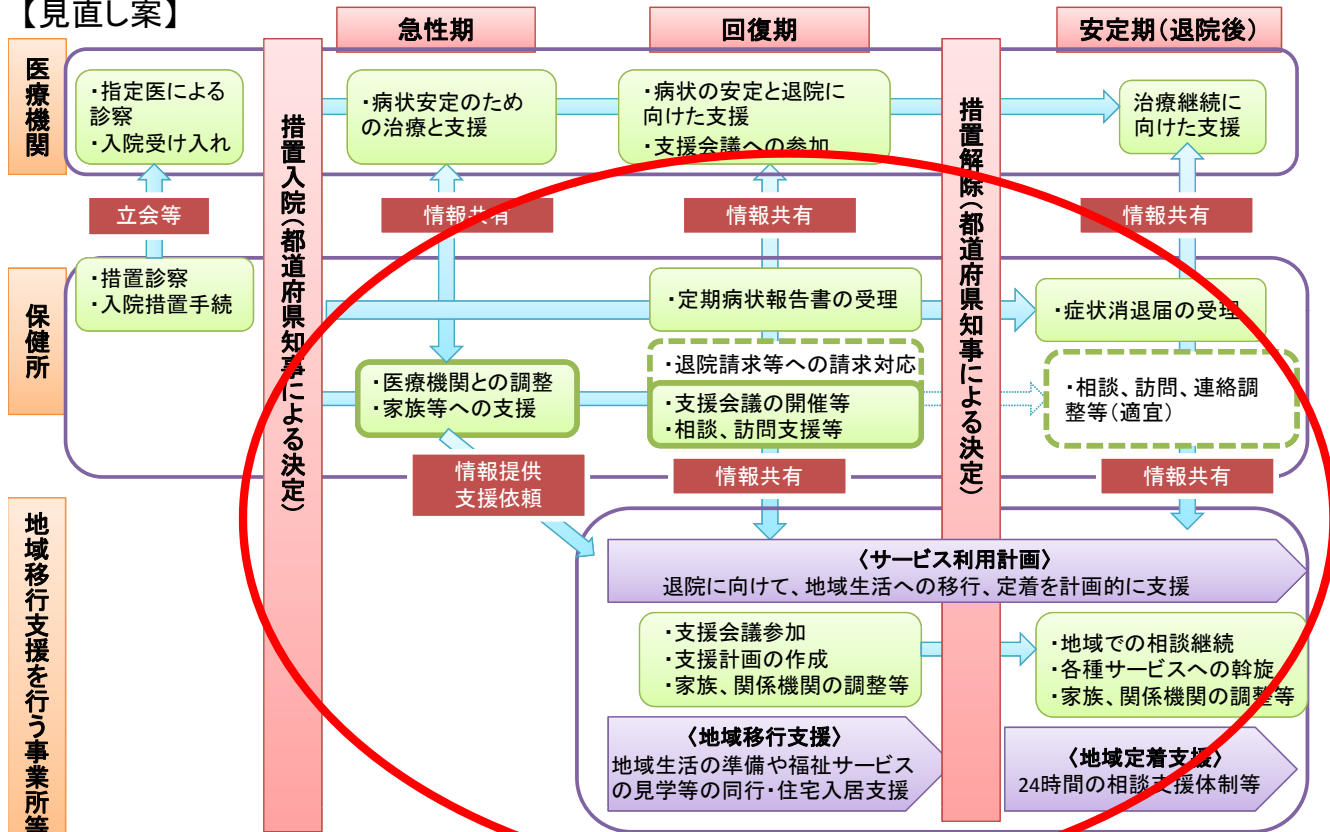 【見直し案】
急性期
回復期
安定期（退院後）
医療機関
・指定医による
診察
・入院受け入れ
措置入院（都道府県知事による決定）
・病状安定のため
の治療と支援
・病状の安定と退院に
向けた支援
・支援会議への参加
措置解除（都道府県知事による決定）
治療継続に
向けた支援
立会等
情報共有
情報共有
情報共有
保健所
・措置診察
・入院措置手続
・定期病状報告書の受理
・症状消退届の受理
・医療機関との調整
・家族等への支援
・退院請求等への請求対応
・支援会議の開催等
・相談、訪問支援等
・相談、訪問、連絡調
整等（適宜）
情報提供
支援依頼
情報共有
情報共有
地域移行支援を行う事業所等
〈サービス利用計画〉
退院に向けて、地域生活への移行、定着を計画的に支援
・支援会議参加
・支援計画の作成
・家族、関係機関の調整等
・地域での相談継続
・各種サービスへの斡旋
・家族、関係機関の調整等
〈地域移行支援〉
地域生活の準備や福祉サービス
の見学等の同行・住宅入居支援
〈地域定着支援〉
24時間の相談支援体制等